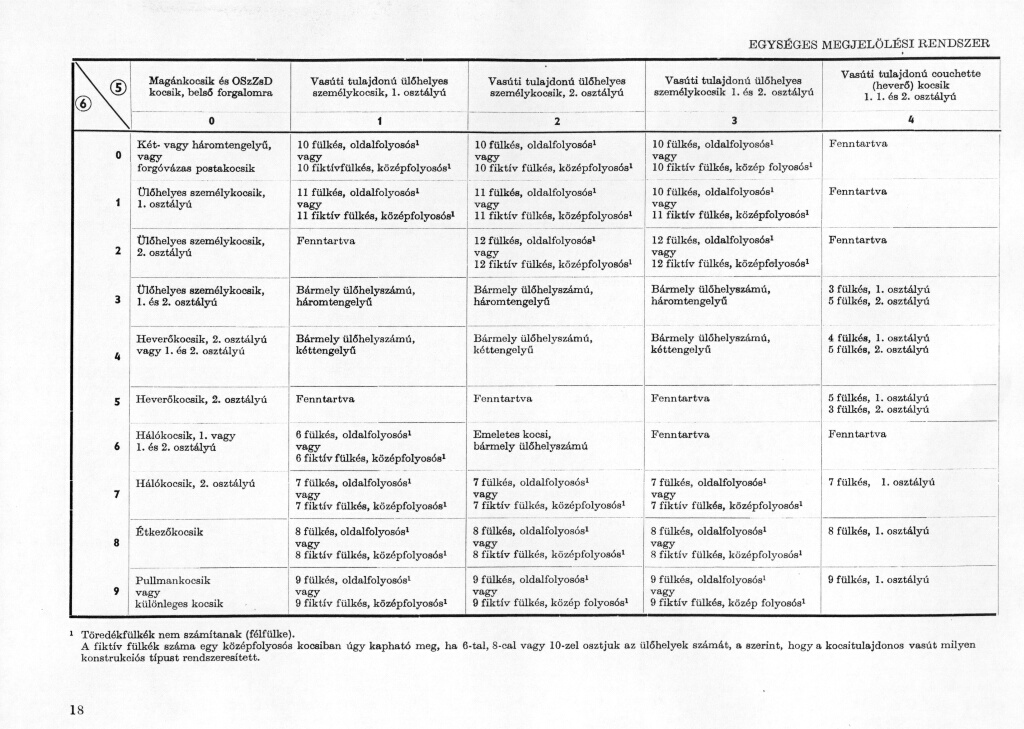 EGYSÉGES MEGJELÖLÉSI RENDSZER
5
6
Magánkocsik és OSzZsD
kocsik, belső forgalomra
Vasúti tulajdonú ülőhelyes
személykocsik, 1. osztályú
Vasúti tulajdonú ülőhelyes
személykocsik, 2. osztályú
Vasúti tulajdonú ülőhelyes
személykocsik 1. és 2. osztályú
Vasúti tulajdonú couchette
(heverő) kocsik
1. 1. és 2. osztályú
0 1 2 3 4
0
Két- vagy háromtengelyű,
vagy
forgóvázas postakocsik
10 fülkés, oldalfolyosós¹
vagy
10 fiktívfülkés, középfolyosós¹
10 fülkés, oldalfolyosós¹
vagy
10 fiktív fülkés, középfolyosós¹
10 fülkés, oldalfolyosós¹
vagy
10 fiktív fülkés, közép folyosós¹
Fenntartva
1
Ülőhelyes személykocsik,
1. osztályú
11 fülkés, oldalfolyosós¹
vagy
11 fiktív fülkés, középfolyosós¹
11 fülkés, oldalfolyosós¹
vagy
11 fiktív fülkés, középfolyosós¹
10 fülkés, oldalfolyosós¹
vagy
11 fiktív fülkés, középfolyosós¹
Fenntartva
2
Ülőhelyes személykocsik,
2. osztályú
Fenntartva
12 fülkés, oldalfolyosós¹
vagy
12 fiktív fülkés, középfolyosós¹
12 fülkés, oldalfolyosós¹
vagy
12 fiktív fülkés, középfolyosós¹
Fenntartva
3
Ülőhelyes személykocsik,
1. és 2. osztályú
Bármely ülőhelyszámú,
háromtengelyű
Bármely ülőhelyszámú,
háromtengelyű
Bármely ülőhelyszámú,
háromtengelyű
3 fülkés, 1. osztályú
5 fülkés, 2. osztályú
4
Heverőkocsik, 2. osztályú
vagy 1. és 2. osztályú
Bármely ülőhelyszámú,
kéttengelyű
Bármely ülőhelyszámú,
kéttengelyű
Bármely ülőhelyszámú,
kéttengelyű
4 fülkés, 1. osztályú
5 fülkés, 2. osztályú
5
Heverőkocsik, 2. osztályú
Fenntartva
Fenntartva
Fenntartva
5 fülkés, 1. osztályú
3 fülkés, 2. osztályú
6
Hálókocsik, 1. vagy
1. és 2. osztályú
6 fülkés, oldalfolyosós¹
vagy
6 fiktív fülkés, középfolyosós¹
Emeletes kocsi,
bármely ülőhelyszámú
Fenntartva
Fenntartva
7
Hálókocsik, 2. osztályú
7 fülkés, oldalfolyosós¹
vagy
7 fiktív fülkés, középfolyosós¹
7 fülkés, oldalfolyosós¹
vagy
7 fiktív fülkés, középfolyosós¹
7 fülkés, oldalfolyosós¹
vagy
7 fiktív fülkés, középfolyosós¹
7 fülkés, 1. osztályú
8
Étkezőkocsik
8 fülkés, oldalfolyosós¹
vagy
8 fiktív fülkés, középfolyosós¹
8 fülkés, oldalfolyosós¹
vagy
8 fiktív fülkés, középfolyosós¹
8 fülkés, oldalfolyosós¹
vagy
8 fiktív fülkés, középfolyosós¹
8 fülkés, 1. osztályú
9
Pullmankocsik
vagy
különleges kocsik
9 fülkés, oldalfolyosós¹
vagy
9 fiktív fülkés, középfolyosós¹
9 fülkés, oldalfolyosós¹
vagy
9 fiktív fülkés, közép folyosós¹
9 fülkés, oldalfolyosós¹
vagy
9 fiktív fülkés, közép folyosós¹
9 fülkés, 1. osztályú
¹ Töredékfülkék nem számítanak (félfülke).
A fiktív fülkék száma egy középfolyosós kocsiban úgy kapható meg, ha 6-tal, 8-cal vagy 10-zel osztjuk az ülőhelyek számát, a szerint, hogy a kocsitulajdonos vasút milyen
konstrukciós típust rendszeresített.
18